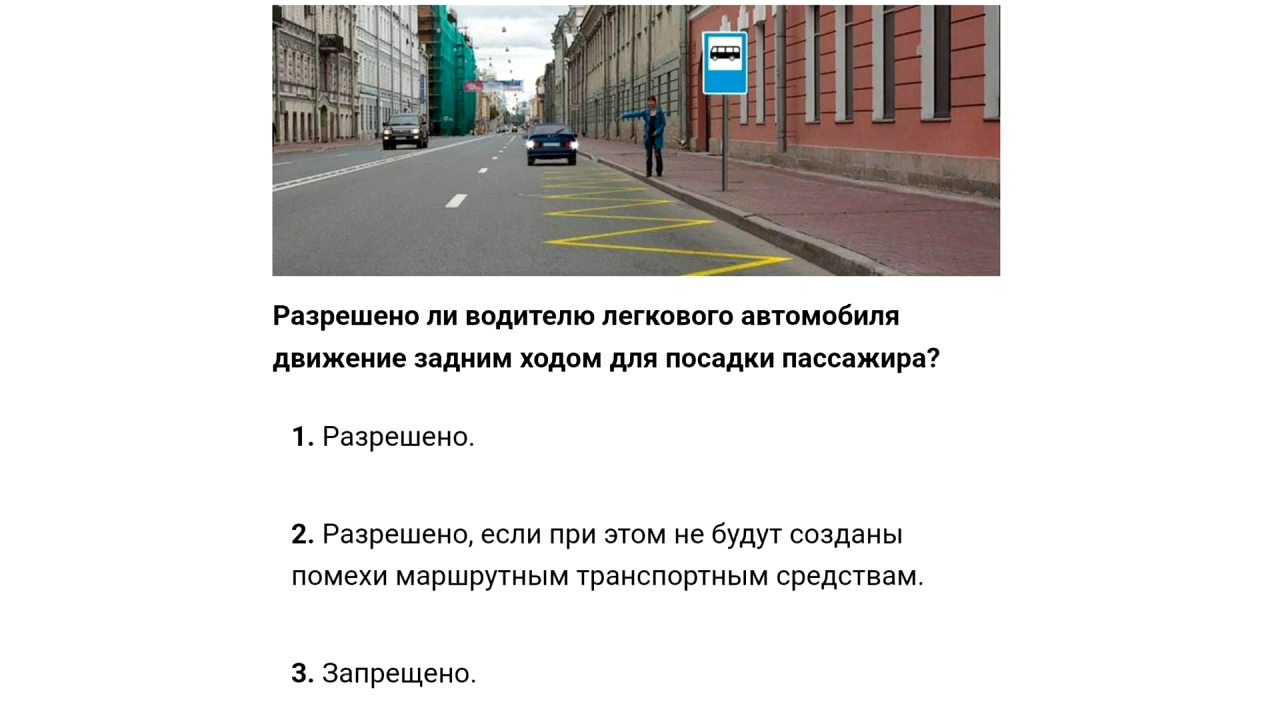 Разрешено ли водителю легкового автомобиля
движение задним ходом для посадки пассажира?
1. Разрешено.
2. Разрешено, если при этом не будут созданы
помехи маршрутным транспортным средствам.
3. Запрещено.